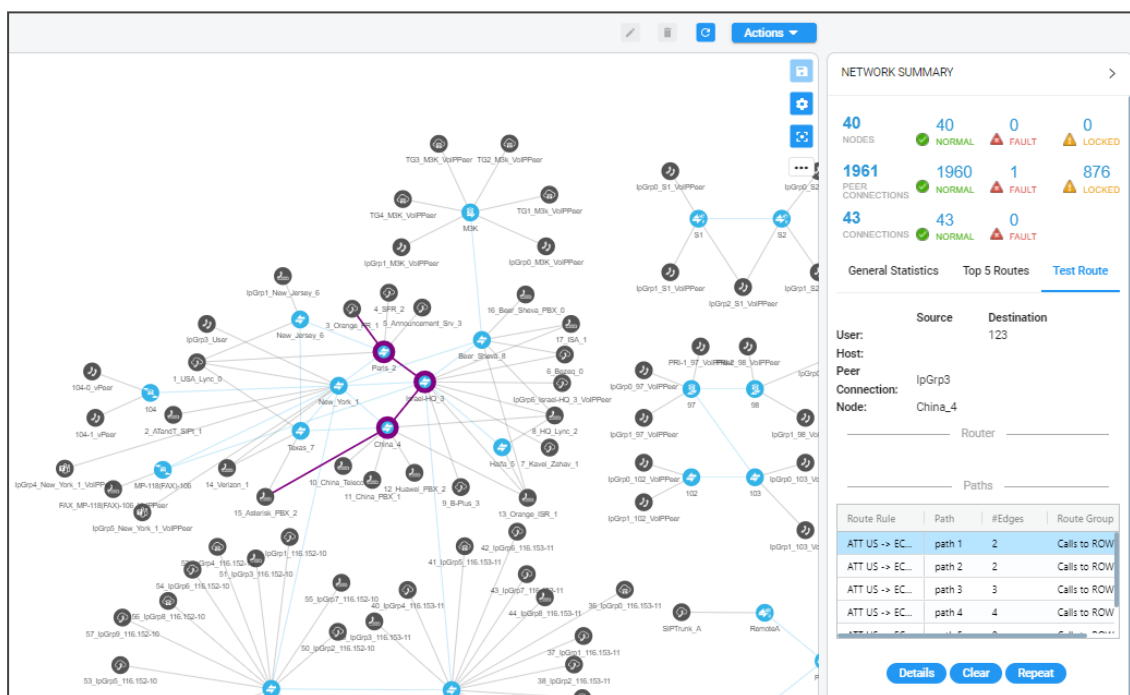 Actions
NETWORK SUMMARY
40 40 0 0
NODES NORMAL FAULT LOCKED
1961 1960 1 876
PEER CONNECTIONS NORMAL FAULT LOCKED
43 43 0
CONNECTIONS NORMAL FAULT
General Statistics Top 5 Routes Test Route
Source Destination
User: 123
Host:
Peer
Connection: IpGrp3
Node: China_4
Router
Paths
Route Rule Path #Edges Route Group
ATT US -> EC... path 1 2 Calls to ROW
ATT US -> EC... path 2 2 Calls to ROW
ATT US -> EC... path 3 3 Calls to ROW
ATT US -> EC... path 4 4 Calls to ROW
Details Clear Repeat
TG3_M3K_VoIPPeer TG2_M3k_VoIPPeer
TG4_M3K_VoIPPeer TG1_M3k_VoIPPeer
M3K
IpGrp1_M3K_VoIPPeer IpGrp0_M3K_VoIPPeer
IpGrp0_S1_VoIPPeer
S1 S2
IpGrp1_S1_VoIPPeer
IpGrp2_S1_VoIPPeer
IpGrp1_New_Jersey_6
4_SFR_2
5_Announcement_Srv_3
16_Beer_Sheva_PBX_0
IpGrp3_User New_Jersey_6
17_ISA_1
Beer_Sheva_8
6_Bezeq_0
Paris_2
1_USA_Lync_0
104-0_vPeer
104
New_York_1
Israel-HQ_3
IpGrp6_Israel-HQ_3_VoIPPeer
104-1_vPeer
2_ATandT_SIPt_1
Texas_7
China_4
8_HQ_Lync_2
Haifa_5 7_Kavei_Zahav_1
MP-118(FAX)-106
14_Verizon_1
12_Huawei_PBX_2
11_China_PBX_1
9_B-Plus_3
15_Asterisk_PBX_2
13_Orange_ISR_1
IpGrp5_New_York_1_VoIPPeer
IpGrp0_97_VoIPPeer
97 98
IpGrp1_97_VoIPPeer
IpGrp0_102_VoIPPeer
102 103
IpGrp1_102_VoIPPeer
IpGrp1_116.152-10
42_IpGrp6_116.153-11
41_IpGrp5_116.153-11
51_IpGrp3_116.152-10
54_IpGrp6_116.152-10
55_IpGrp7_116.152-10
40_IpGrp4_116.153-11
43_IpGrp7_116.153-11
44_IpGrp8_116.153-11
36_IpGrp0_116.153-11
56_IpGrp8_116.152-10
57_IpGrp9_116.152-10
50_IpGrp2_116.152-10
37_IpGrp1_116.153-11
53_IpGrp5_116.152-10
38_IpGrp2_116.153-11
SIPTrunk_A RemoteA